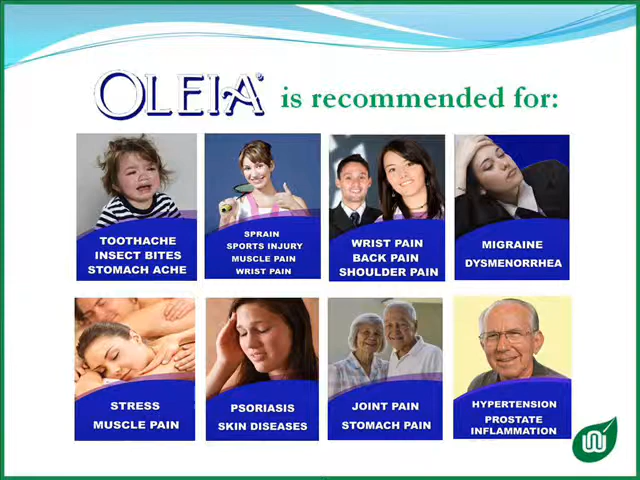 OLEIA® is recommended for:
TOOTHACHE
INSECT BITES
STOMACH ACHE
SPRAIN
SPORTS INJURY
MUSCLE PAIN
WRIST PAIN
WRIST PAIN
BACK PAIN
SHOULDER PAIN
MIGRAINE
DYSMENORRHEA
STRESS
MUSCLE PAIN
PSORIASIS
SKIN DISEASES
JOINT PAIN
STOMACH PAIN
HYPERTENSION
PROSTATE
INFLAMMATION